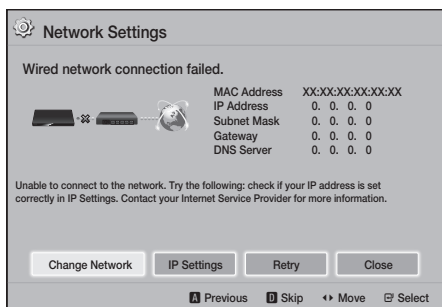 Network Settings
Wired network connection failed.
MAC Address XX:XX:XX:XX:XX:XX
IP Address 0. 0. 0. 0
Subnet Mask 0. 0. 0. 0
Gateway 0. 0. 0. 0
DNS Server 0. 0. 0. 0
Unable to connect to the network. Try the following: check if your IP address is set
correctly in IP Settings. Contact your Internet Service Provider for more information.
Change Network IP Settings Retry Close
A Previous D Skip Move Select